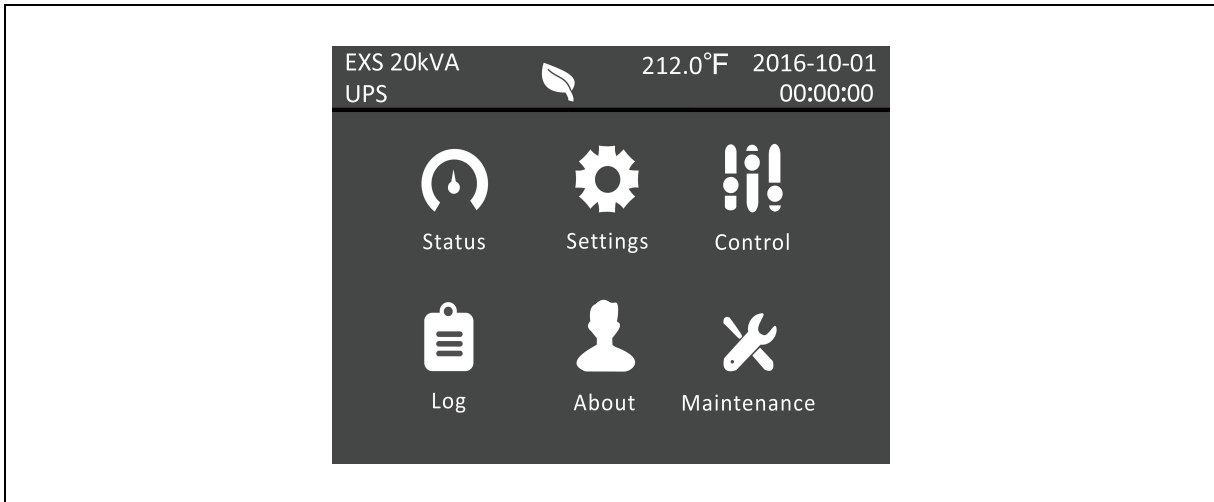 EXS 20kVA 212.0°F 2016-10-01
UPS 00:00:00
Status Settings Control
Log About Maintenance